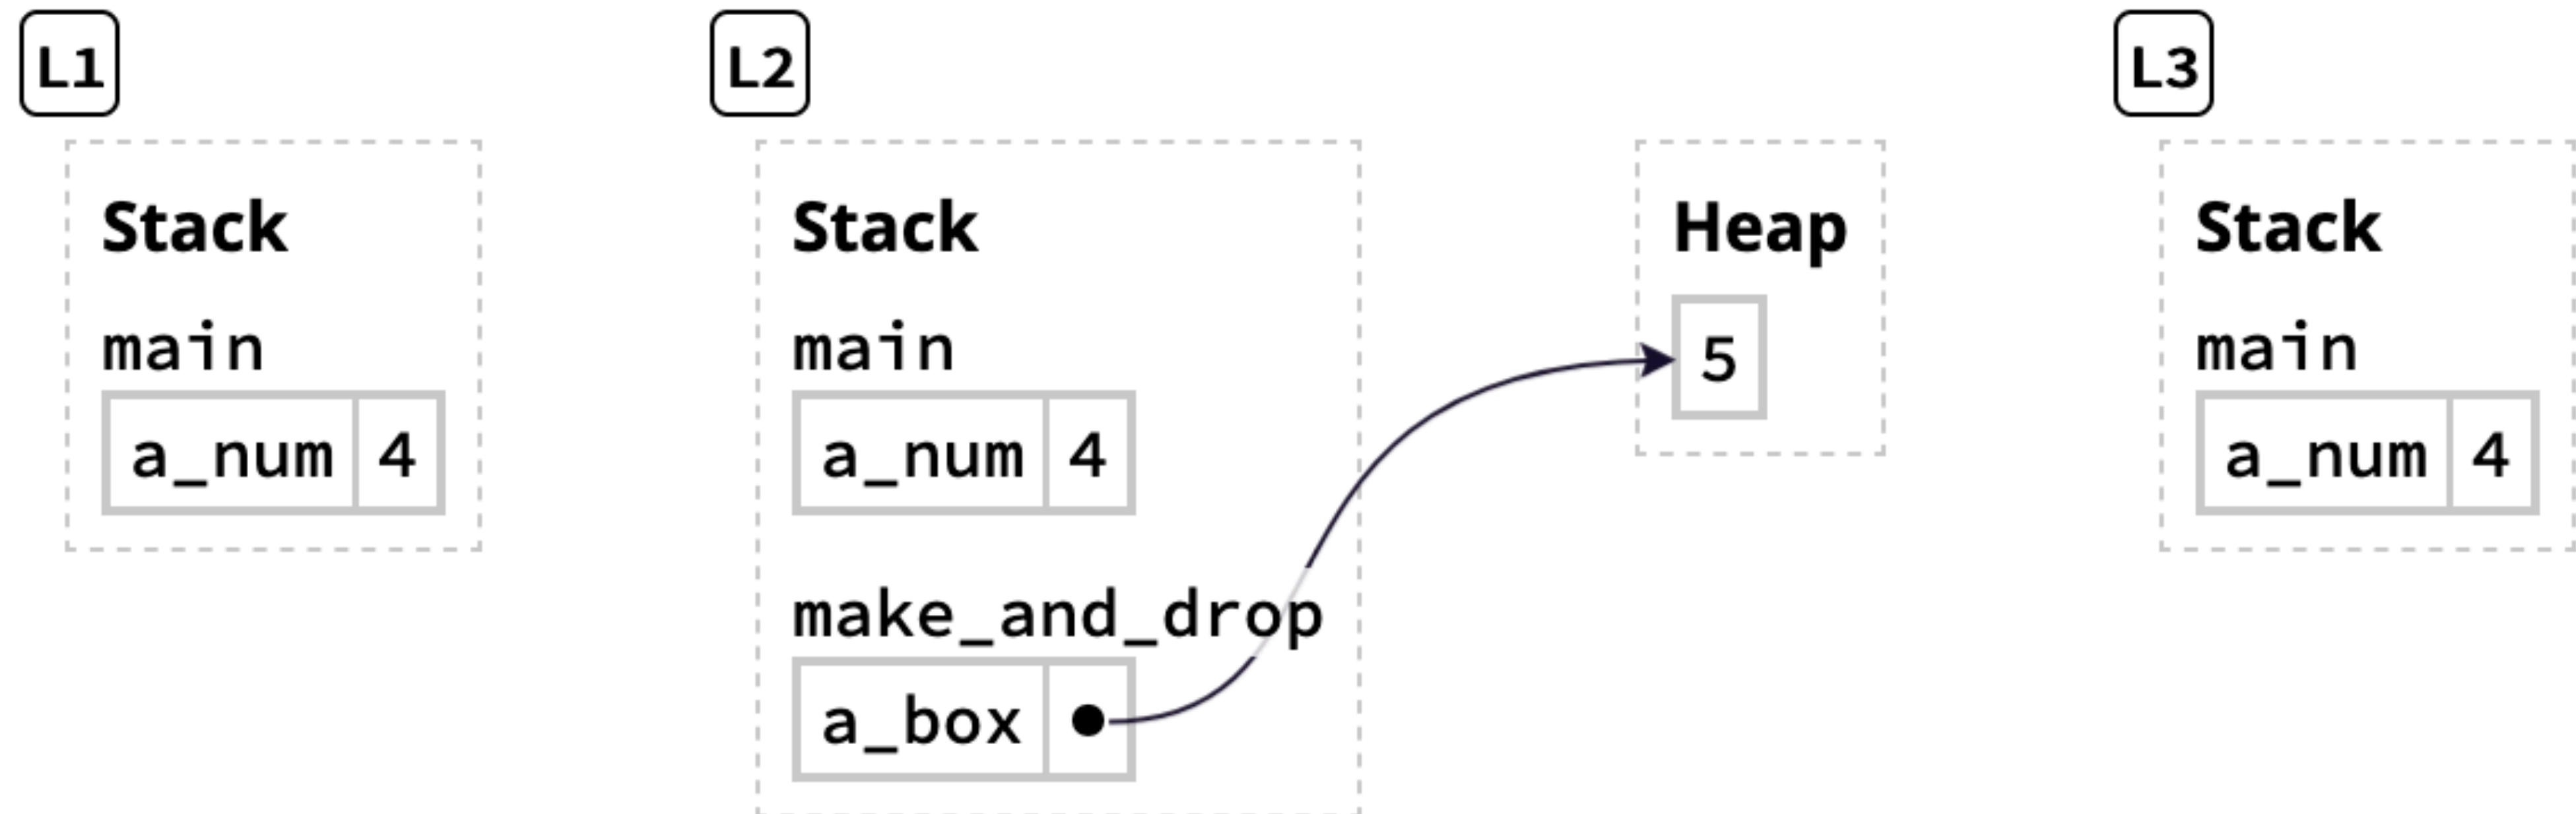 L1
Stack
main
a_num 4
L2
Stack
main
a_num 4
make_and_drop
a_box
Heap
5
L3
Stack
main
a_num 4